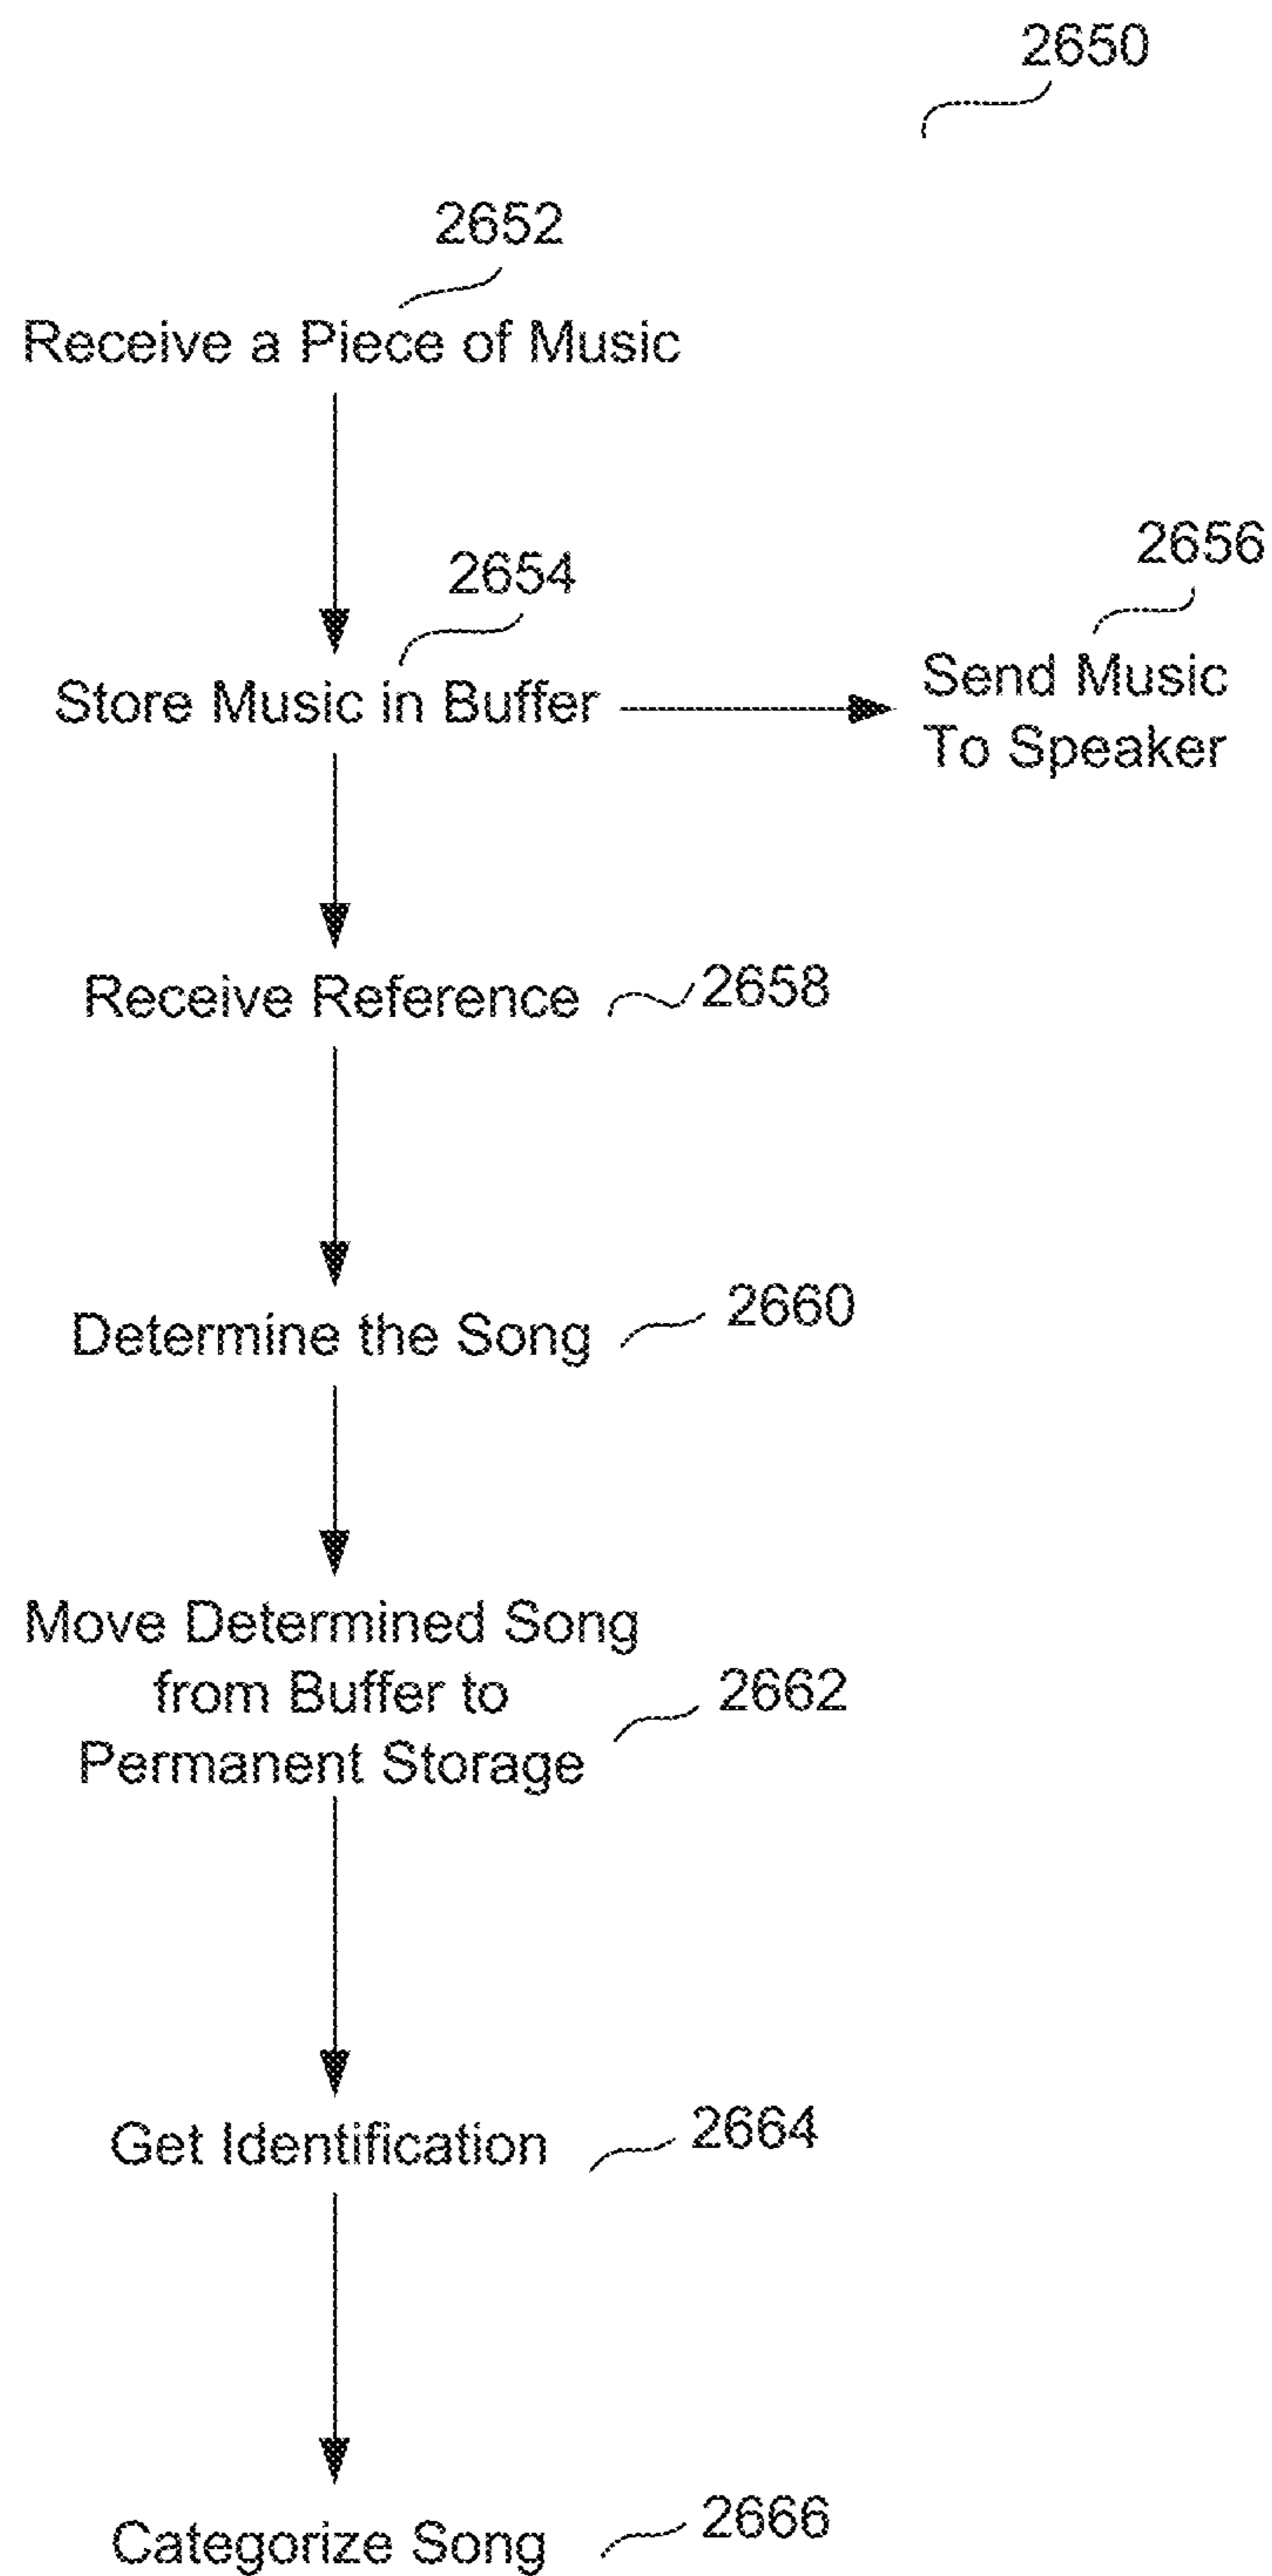 2650
2652
Receive a Piece of Music
2654
2656
Store Music in Buffer
Send Music
To Speaker
Receive Reference
2658
Determine the Song
2660
Move Determined Song
from Buffer to
Permanent Storage
2662
Get Identification
2664
Categorize Song
2666